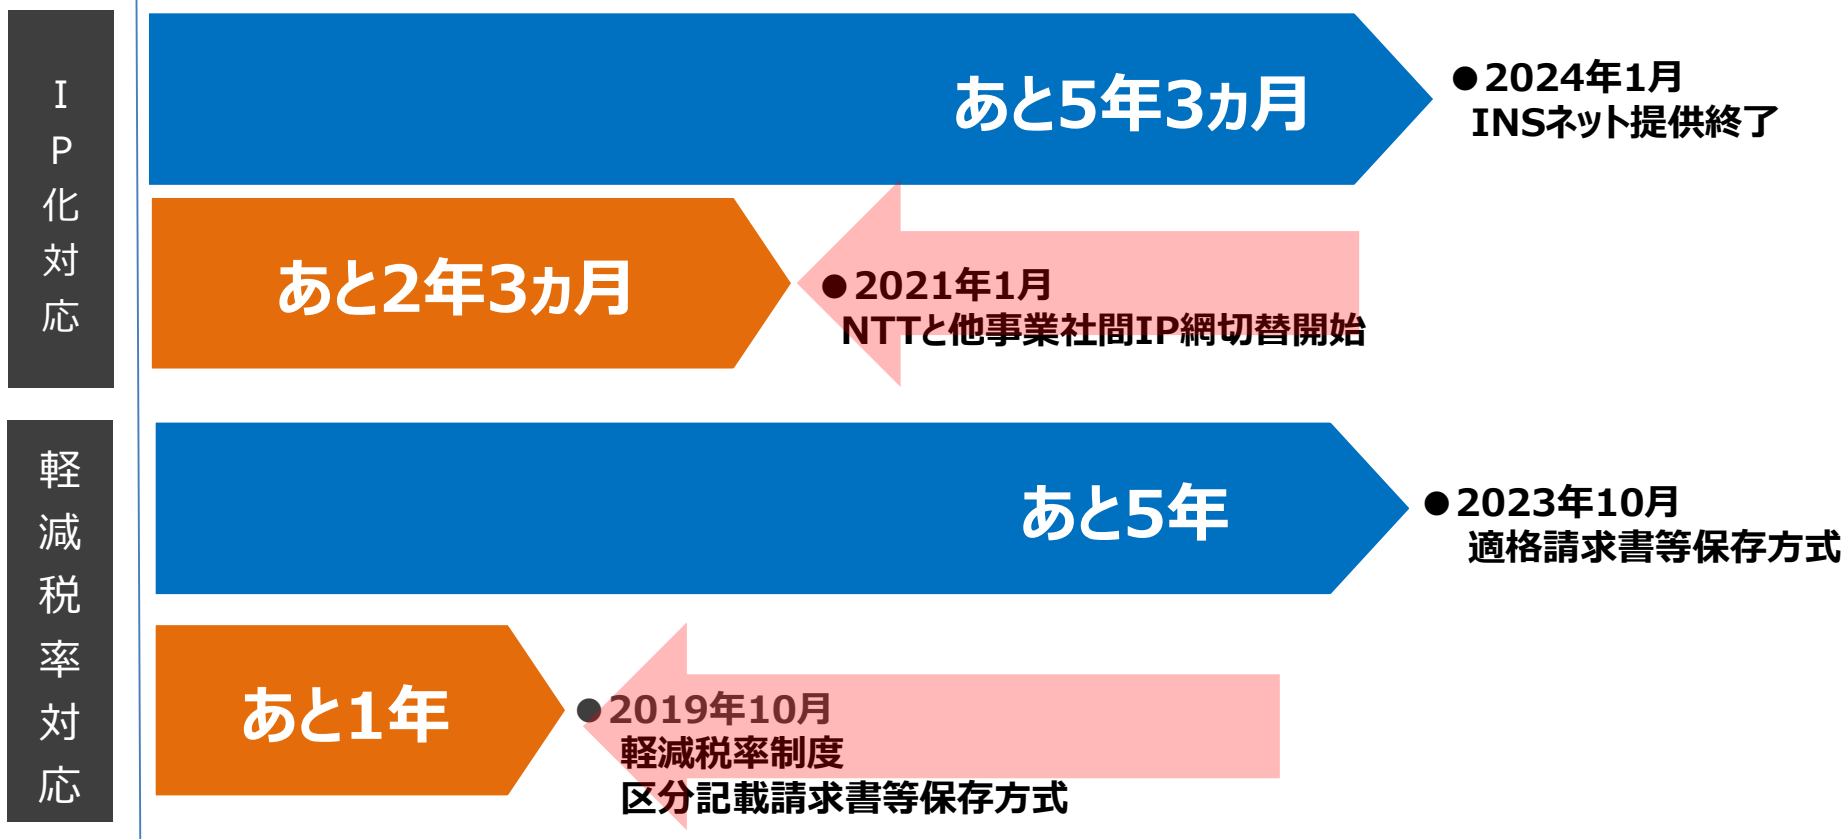 IP化対応
あと5年3ヵ月
●2024年1月
INSネット提供終了
あと2年3ヵ月
●2021年1月
NTTと他事業社間IP網切替開始
軽減税率対応
あと5年
●2023年10月
適格請求書等保存方式
あと1年
●2019年10月
軽減税率制度
区分記載請求書等保存方式